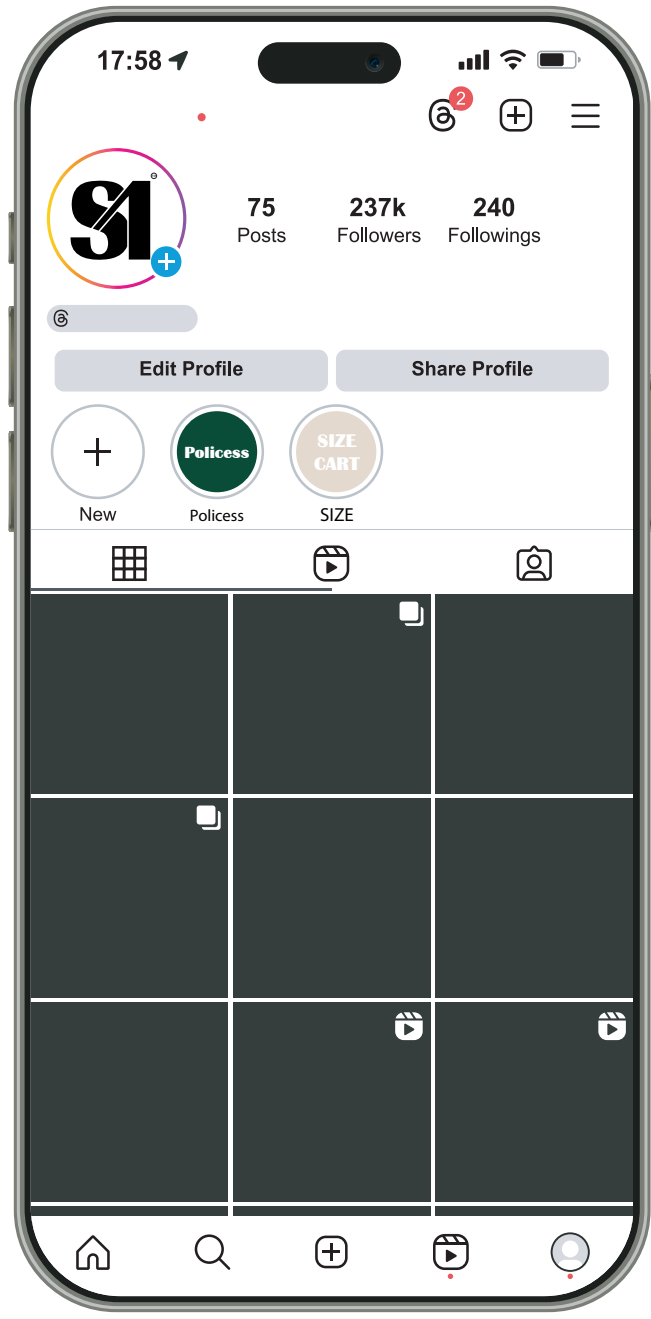 17:58
2
S1
75
237k
240
Posts
Followers
Followings
Edit Profile
Share Profile
Policess
SIZE
CART
New
Policess
SIZE